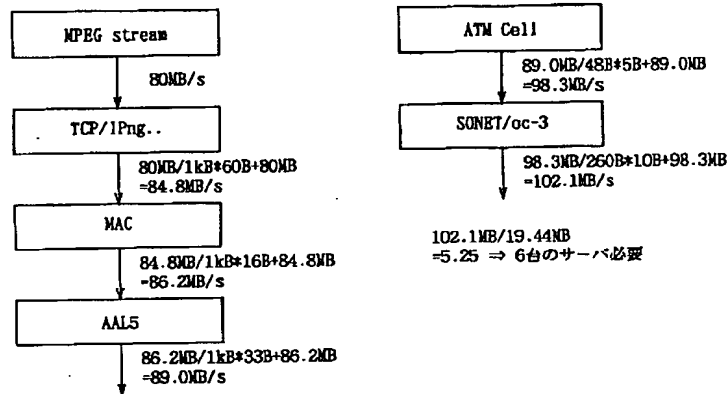 MPEG stream
80MB/s
TCP/IPng..
80MB/1kB*60B+80MB
=84.8MB/s
MAC
84.8MB/1kB*16B+84.8MB
=86.2MB/s
AAL5
86.2MB/1kB*33B+86.2MB
=89.0MB/s
ATM Cell
89.0MB/48B*5B+89.0MB
=98.3MB/s
SONET/oc-3
98.3MB/260B*10B+98.3MB
=102.1MB/s
102.1MB/19.44MB
=5.25 ⇒ 6台のサーバ必要